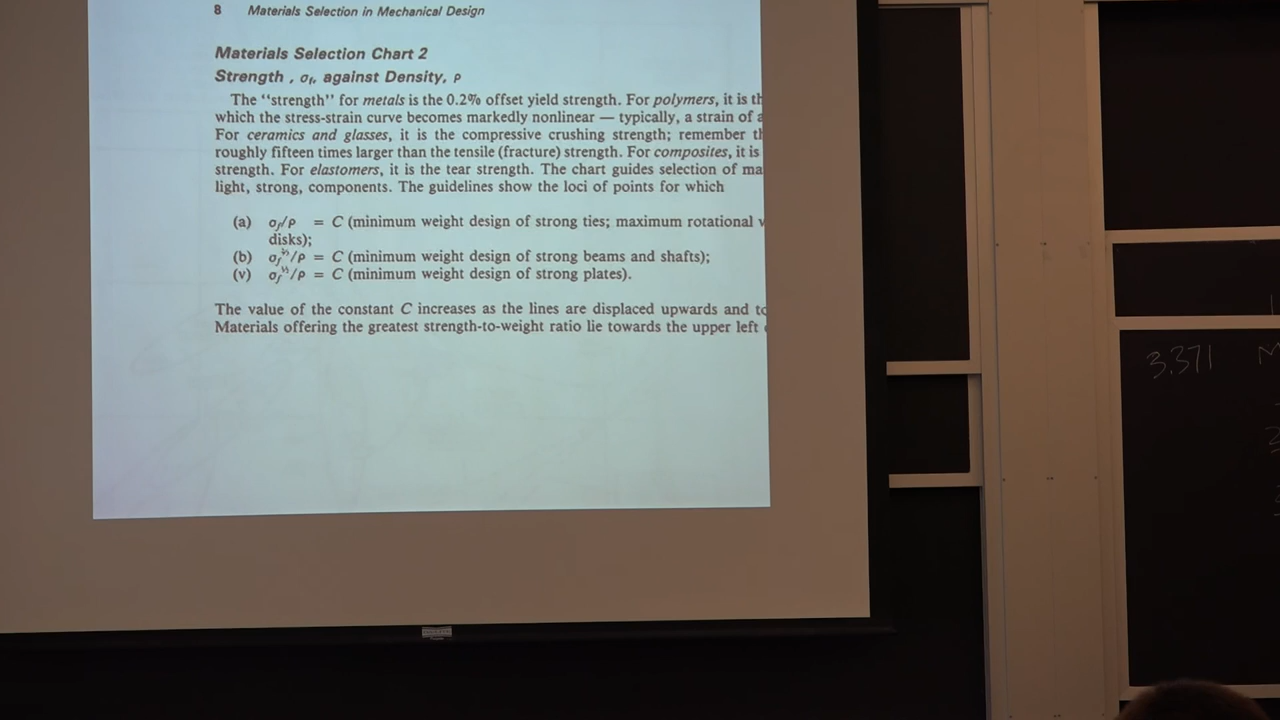 8 Materials Selection in Mechanical Design
Materials Selection Chart 2
Strength , σf, against Density, ρ
The “strength” for metals is the 0.2% offset yield strength. For polymers, it is th
which the stress-strain curve becomes markedly nonlinear — typically, a strain of a
For ceramics and glasses, it is the compressive crushing strength; remember th
roughly fifteen times larger than the tensile (fracture) strength. For composites, it is
strength. For elastomers, it is the tear strength. The chart guides selection of ma
light, strong, components. The guidelines show the loci of points for which
(a) σf/ρ = C (minimum weight design of strong ties; maximum rotational v
disks);
(b) σf^⅔/ρ = C (minimum weight design of strong beams and shafts);
(v) σf^½/ρ = C (minimum weight design of strong plates).
The value of the constant C increases as the lines are displaced upwards and to
Materials offering the greatest strength-to-weight ratio lie towards the upper left
3.371 M